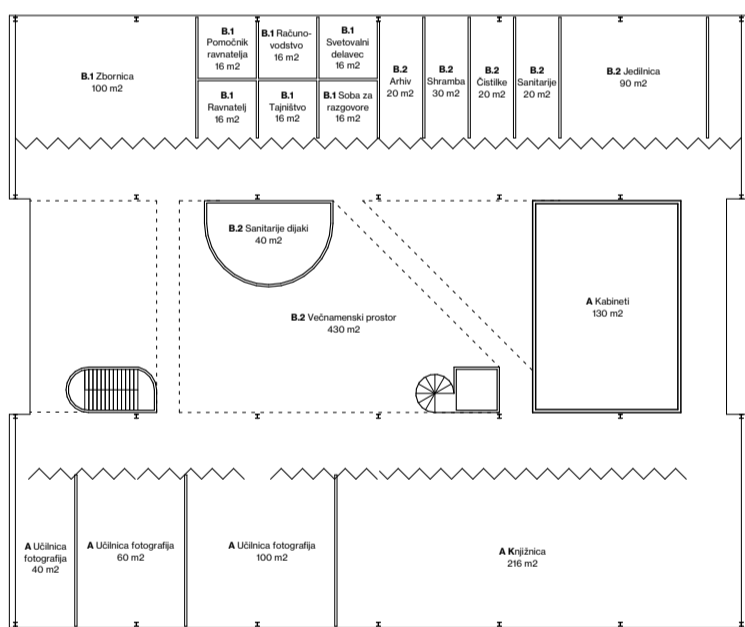 B.1 Zbornica
100 m2
B.1
Pomočnik
ravnatelja
16 m2
B.1 Računo-
vodstvo
16 m2
B.1
Svetovalni
delavec
16 m2
B.1
Ravnatelj
16 m2
B.1
Tajništvo
16 m2
B.1 Soba za
razgovore
16 m2
B.2
Arhiv
20 m2
B.2
Shramba
30 m2
B.2
Čistilke
20 m2
B.2
Sanitarije
20 m2
B.2 Jedilnica
90 m2
B.2 Sanitarije dijaki
40 m2
B.2 Večnamenski prostor
430 m2
A Kabineti
130 m2
A Učilnica
fotografija
40 m2
A Učilnica fotografija
60 m2
A Učilnica fotografija
100 m2
A Knjižnica
216 m2